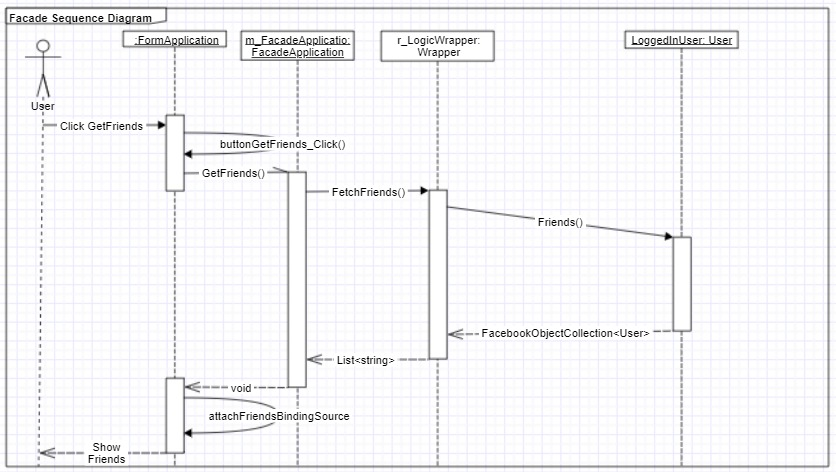 Facade Sequence Diagram
:FormApplication
m_FacadeApplicatio:
FacadeApplication
r_LogicWrapper:
Wrapper
LoggedInUser: User
User
Click GetFriends
buttonGetFriends_Click()
GetFriends()
FetchFriends()
Friends()
FacebookObjectCollection<User>
List<string>
void
attachFriendsBindingSource
Show
Friends